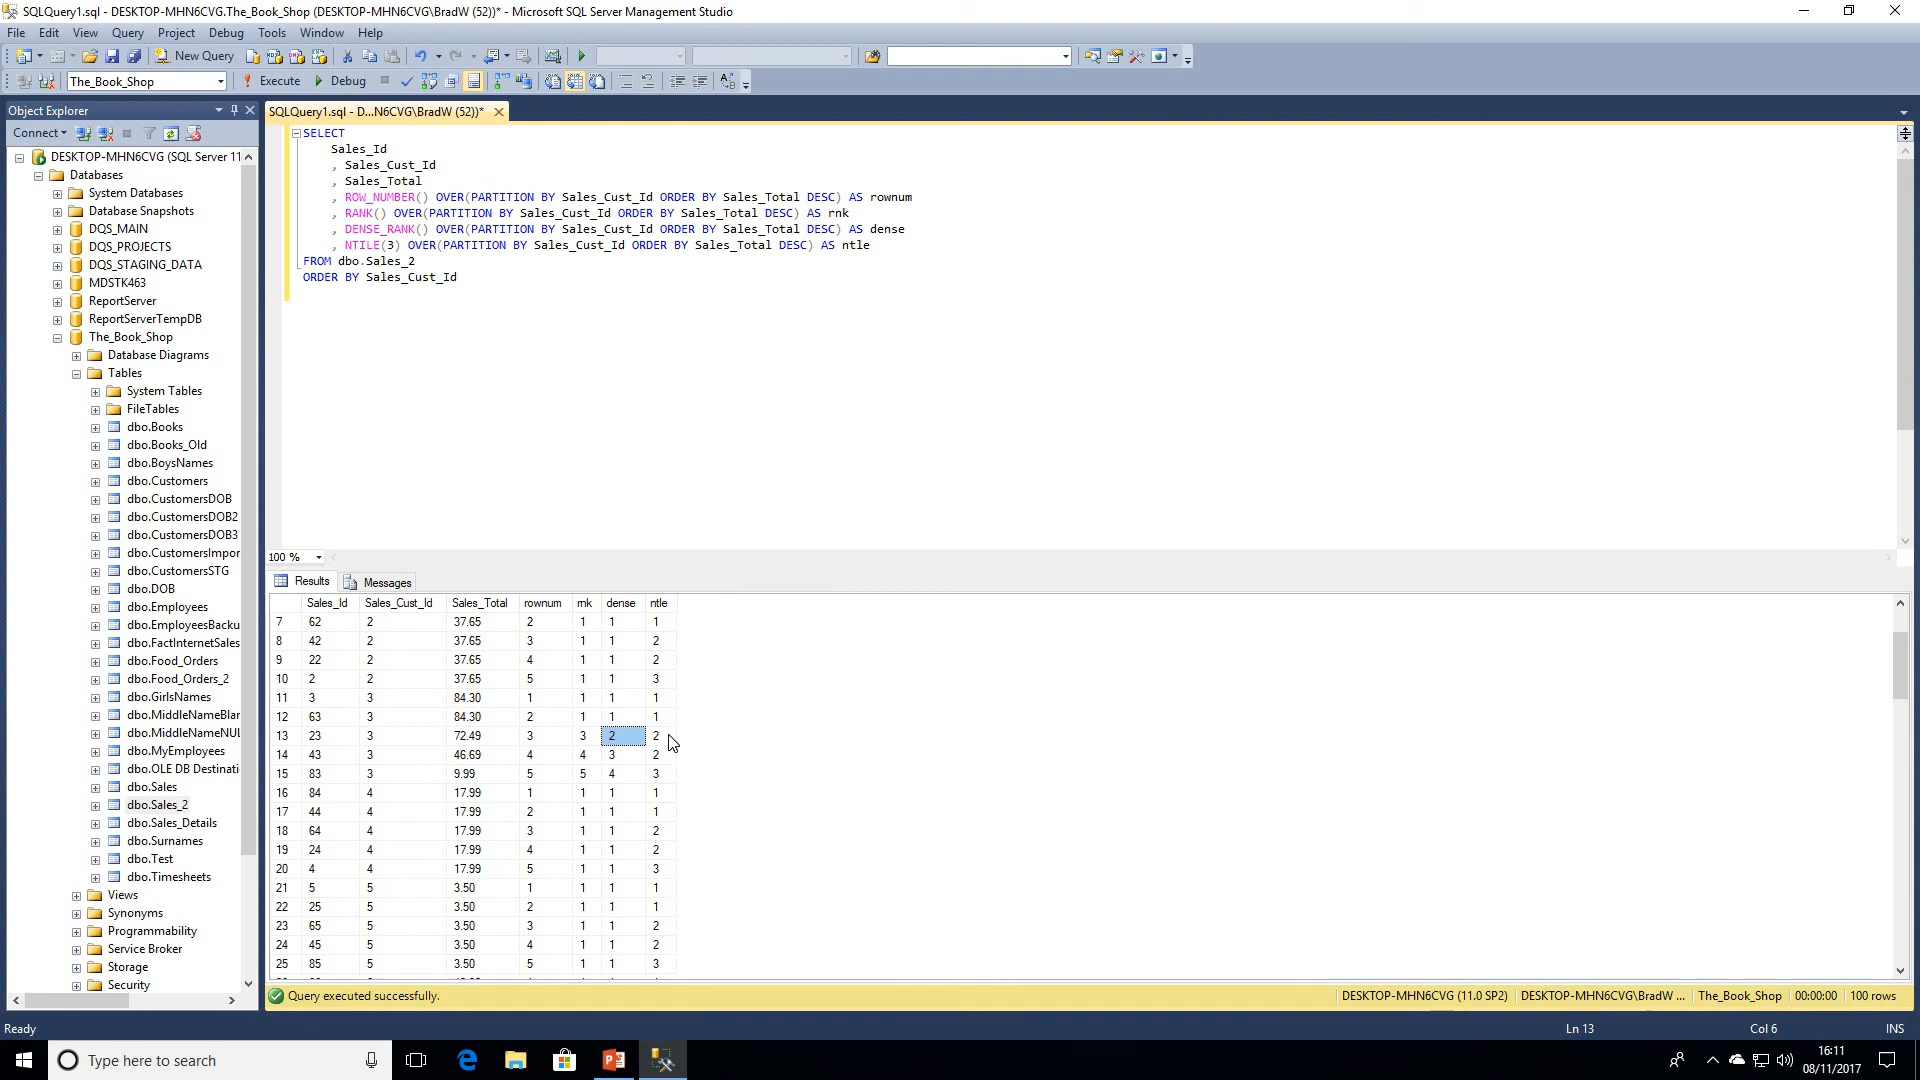 SQLQuery1.sql - DESKTOP-MHN6CVG.The_Book_Shop (DESKTOP-MHN6CVG\BradW (52))* - Microsoft SQL Server Management Studio
File Edit View Query Project Debug Tools Window Help
New Query
The_Book_Shop Execute Debug
Object Explorer
Connect
DESKTOP-MHN6CVG (SQL Server 11
Databases
System Databases
Database Snapshots
DQS_MAIN
DQS_PROJECTS
DQS_STAGING_DATA
MDSTK463
ReportServer
ReportServerTempDB
The_Book_Shop
Database Diagrams
Tables
System Tables
FileTables
dbo.Books
dbo.Books_Old
dbo.BoysNames
dbo.Customers
dbo.CustomersDOB
dbo.CustomersDOB2
dbo.CustomersDOB3
dbo.CustomersImpor
dbo.CustomersSTG
dbo.DOB
dbo.Employees
dbo.EmployeesBacku
dbo.FactInternetSales
dbo.Food_Orders
dbo.Food_Orders_2
dbo.GirlsNames
dbo.MiddleNameBlar
dbo.MiddleNameNUL
dbo.MyEmployees
dbo.OLE DB Destinati
dbo.Sales
dbo.Sales_2
dbo.Sales_Details
dbo.Surnames
dbo.Test
dbo.Timesheets
Views
Synonyms
Programmability
Service Broker
Storage
Security
SQLQuery1.sql - D...N6CVG\BradW (52))*
SELECT
Sales_Id
, Sales_Cust_Id
, Sales_Total
, ROW_NUMBER() OVER(PARTITION BY Sales_Cust_Id ORDER BY Sales_Total DESC) AS rownum
, RANK() OVER(PARTITION BY Sales_Cust_Id ORDER BY Sales_Total DESC) AS rnk
, DENSE_RANK() OVER(PARTITION BY Sales_Cust_Id ORDER BY Sales_Total DESC) AS dense
, NTILE(3) OVER(PARTITION BY Sales_Cust_Id ORDER BY Sales_Total DESC) AS ntle
FROM dbo.Sales_2
ORDER BY Sales_Cust_Id
100 %
Results Messages
Sales_Id Sales_Cust_Id Sales_Total rownum rnk dense ntle
7 62 2 37.65 2 1 1 1
8 42 2 37.65 3 1 1 2
9 22 2 37.65 4 1 1 2
10 2 2 37.65 5 1 1 3
11 3 3 84.30 1 1 1 1
12 63 3 84.30 2 1 1 1
13 23 3 72.49 3 3 2 2
14 43 3 46.69 4 4 3 2
15 83 3 9.99 5 5 4 3
16 84 4 17.99 1 1 1 1
17 44 4 17.99 2 1 1 1
18 64 4 17.99 3 1 1 2
19 24 4 17.99 4 1 1 2
20 4 4 17.99 5 1 1 3
21 5 5 3.50 1 1 1 1
22 25 5 3.50 2 1 1 1
23 65 5 3.50 3 1 1 2
24 45 5 3.50 4 1 1 2
25 85 5 3.50 5 1 1 3
Query executed successfully. DESKTOP-MHN6CVG (11.0 SP2) DESKTOP-MHN6CVG\BradW ... The_Book_Shop 00:00:00 100 rows
Ready Ln 13 Col 6 INS
Type here to search
16:11
08/11/2017